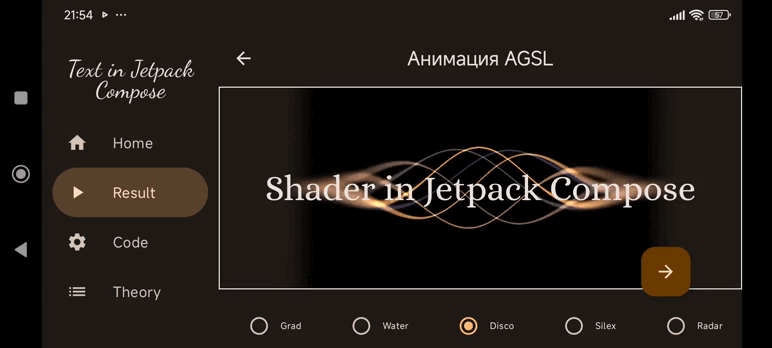 21:54
57
Text in Jetpack
Compose
Анимация AGSL
Home
Result
Code
Theory
Shader in Jetpack Compose
Grad
Water
Disco
Silex
Radar